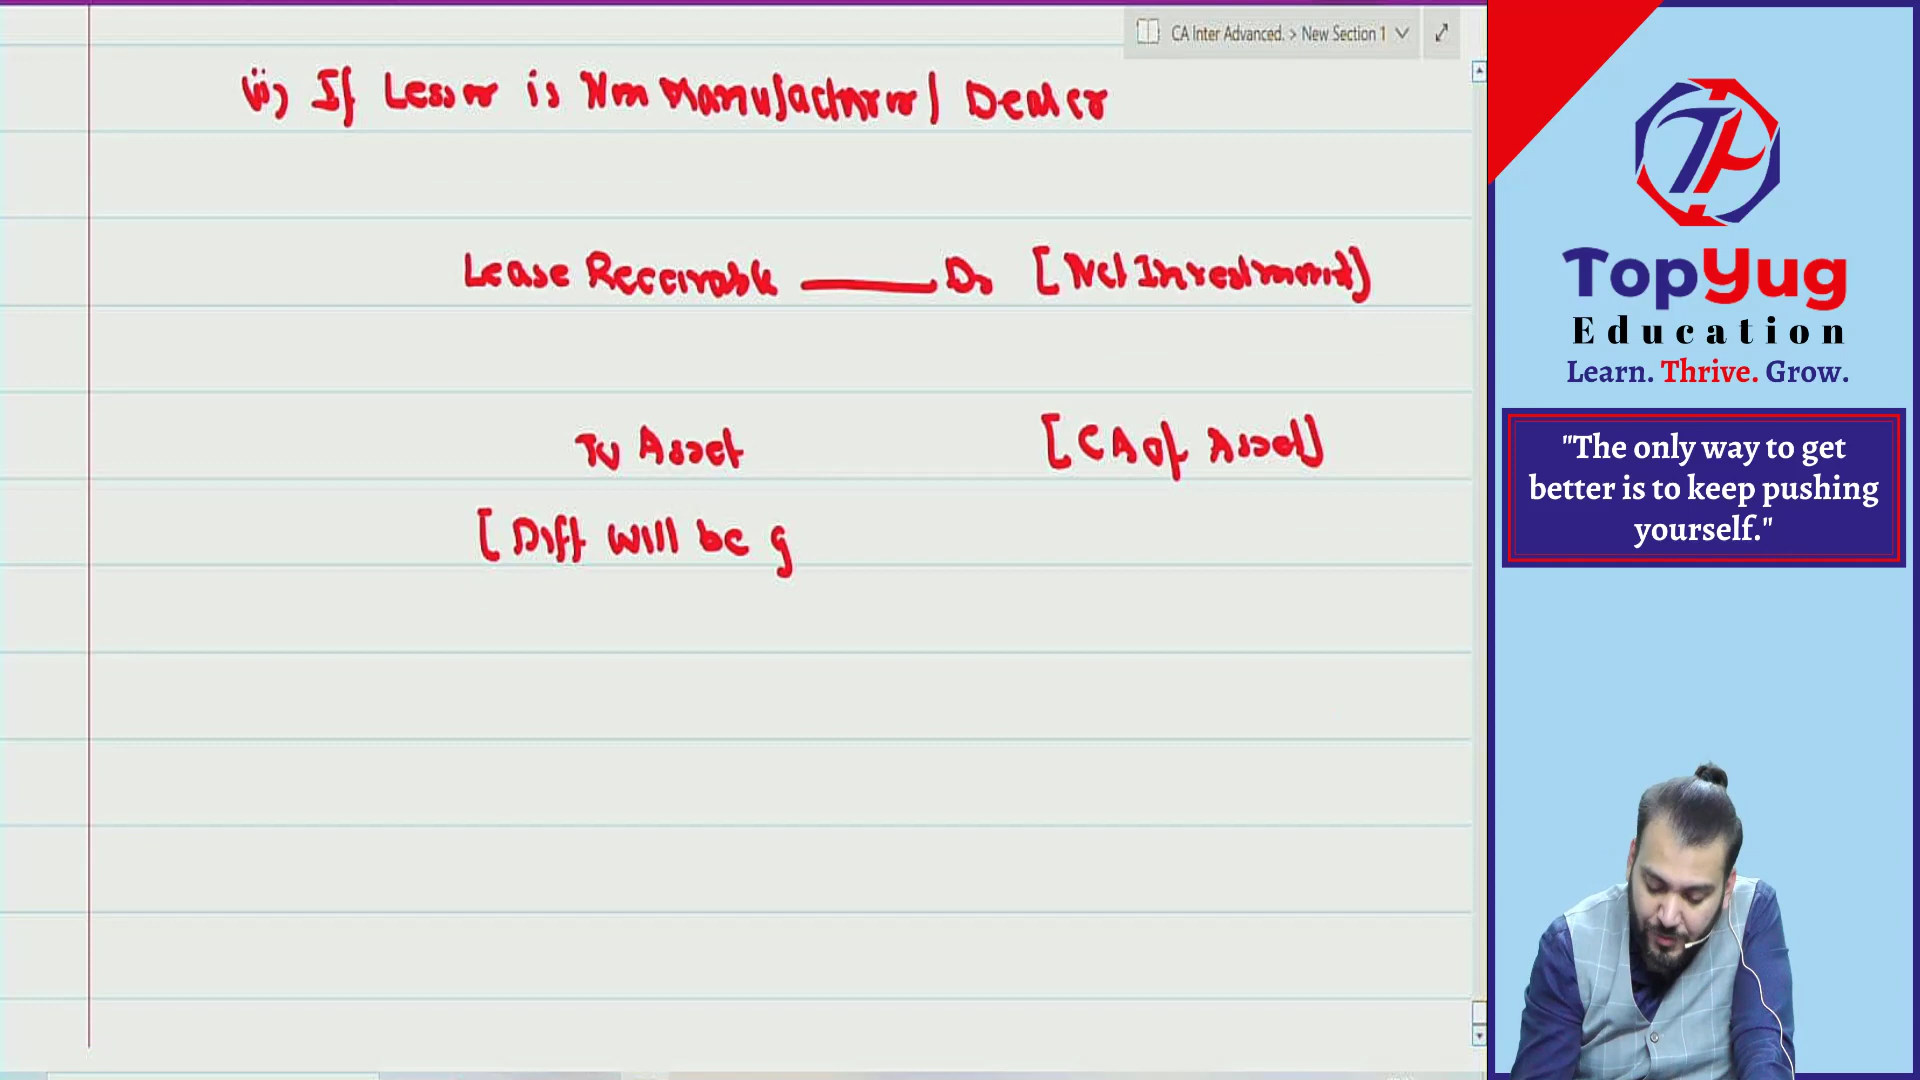 CA Inter Advanced. > New Section 1
ii) If Lessor is Non Manufacturer / Dealer
Lease Receivable ——— Dr [Net Investment]
To Asset [CA of Asset]
[Diff will be g
TopYug
Education
Learn. Thrive. Grow.
"The only way to get
better is to keep pushing
yourself."